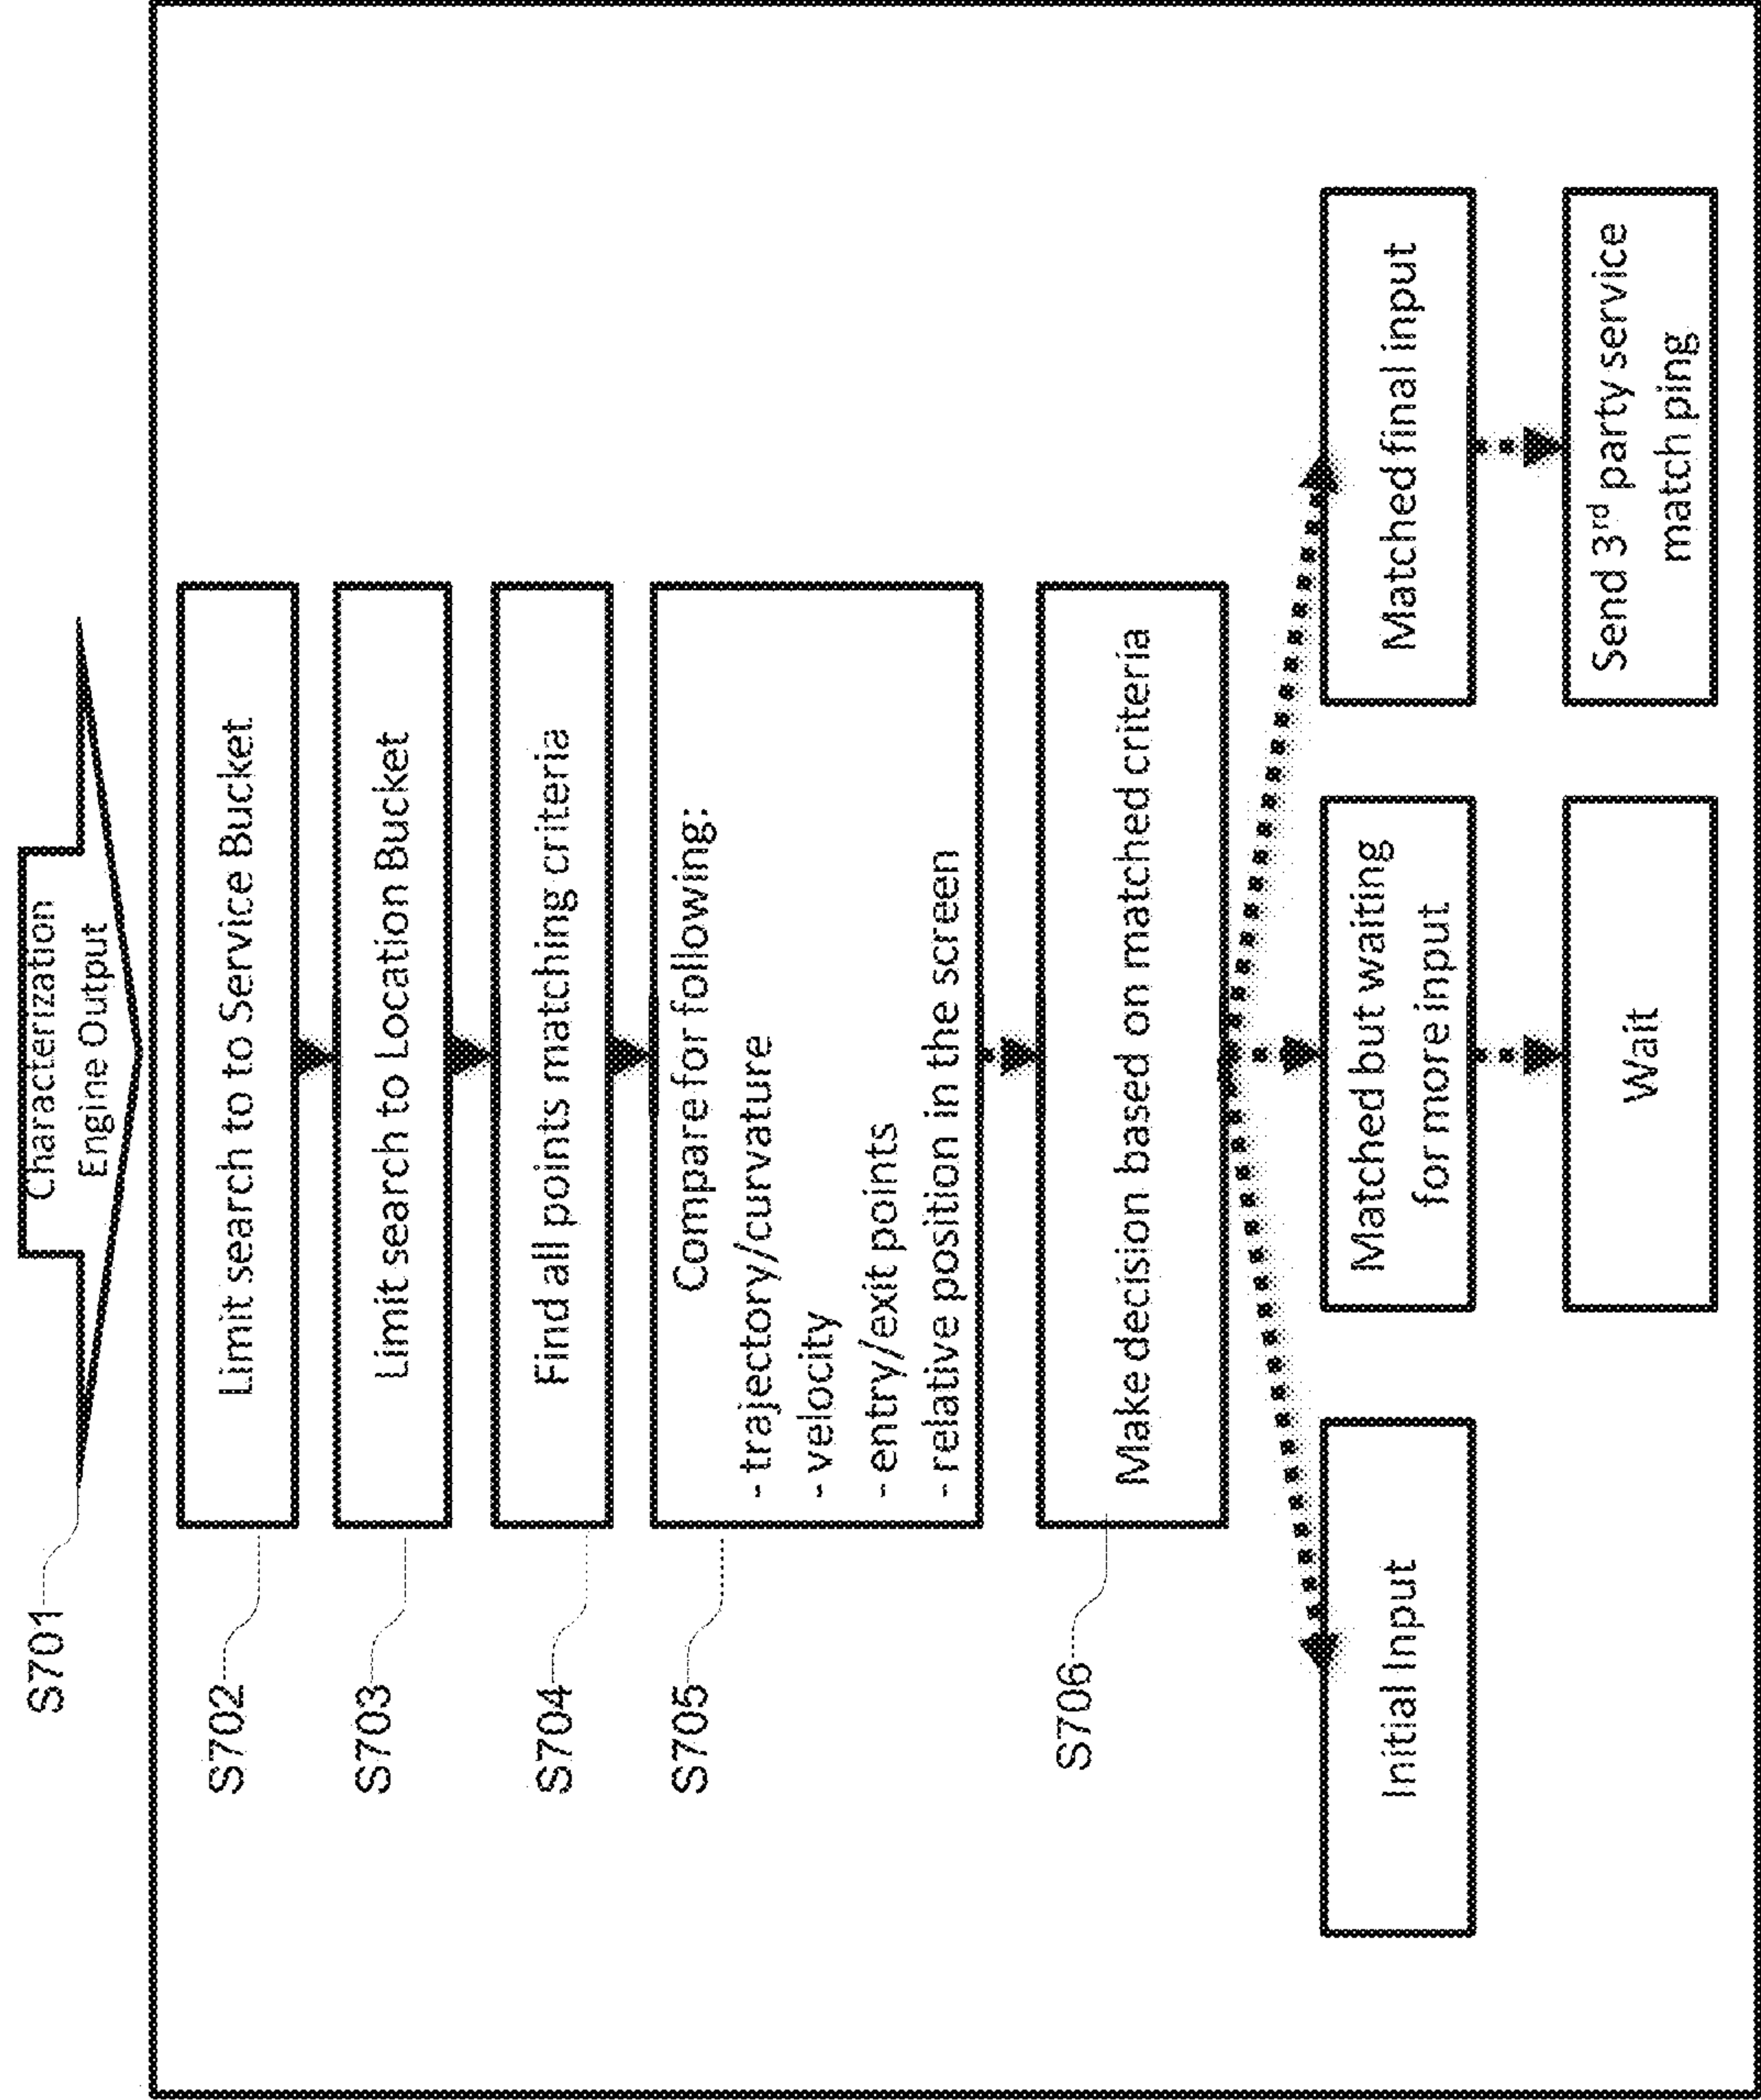 S701
Characterization
Engine Output
S702
Limit search to to Service Bucket
S703
Limit search to Location Bucket
S704
Find all points matching criteria
S705
Compare for following:
- trajectory/curvature
- velocity
- entry/exit points
- relative position in the screen
S706
Make decision based on matched criteria
Initial Input
Matched but waiting
for more input
Matched final input
Wait
Send 3rd party service
match ping